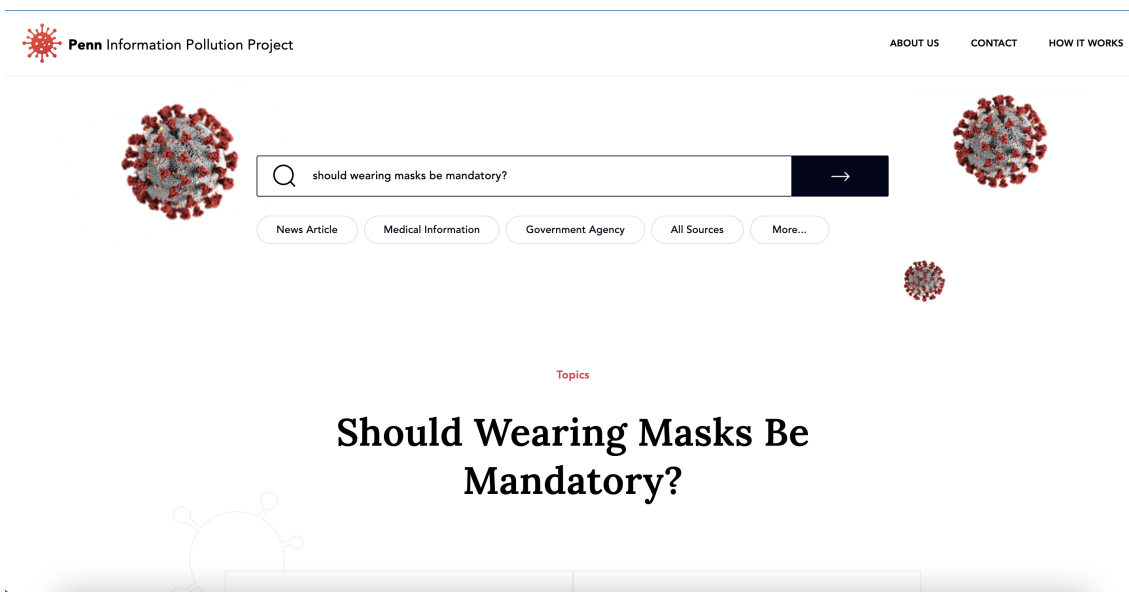 Penn Information Pollution Project
ABOUT US CONTACT HOW IT WORKS
should wearing masks be mandatory?
News Article Medical Information Government Agency All Sources More...
Topics
Should Wearing Masks Be
Mandatory?